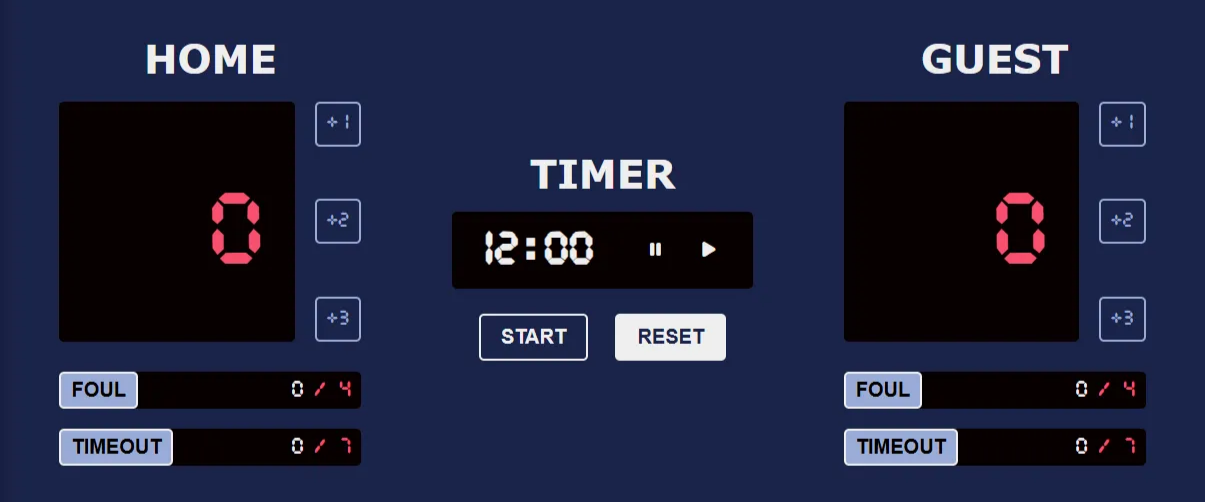 HOME
0
+1
+2
+3
FOUL 0 / 4
TIMEOUT 0 / 7
TIMER
12:00
START RESET
GUEST
0
+1
+2
+3
FOUL 0 / 4
TIMEOUT 0 / 7